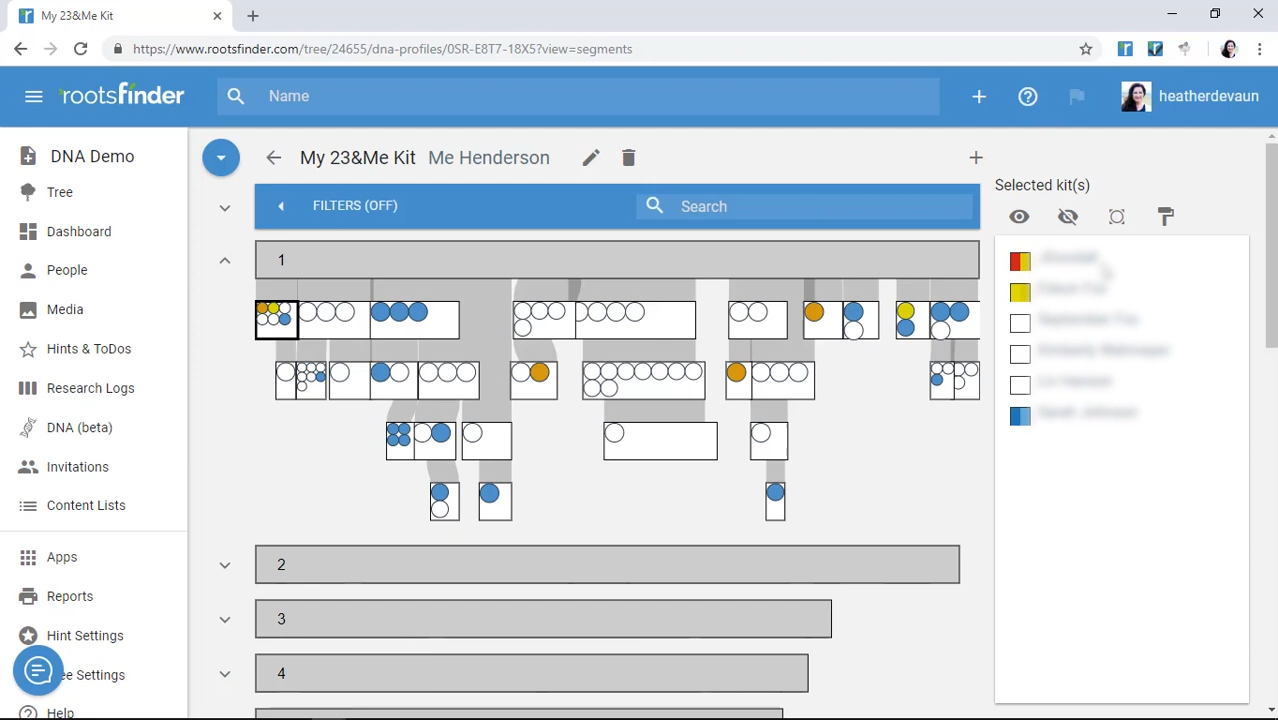 My 23&Me Kit
https://www.rootsfinder.com/tree/24655/dna-profiles/0SR-E8T7-18X5?view=segments
rootsfinder
Name
heatherdevaun
DNA Demo
Tree
Dashboard
People
Media
Hints & ToDos
Research Logs
DNA (beta)
Invitations
Content Lists
Apps
Reports
Hint Settings
ee Settings
Help
My 23&Me Kit Me Henderson
FILTERS (OFF)
Search
1
2
3
4
Selected kit(s)